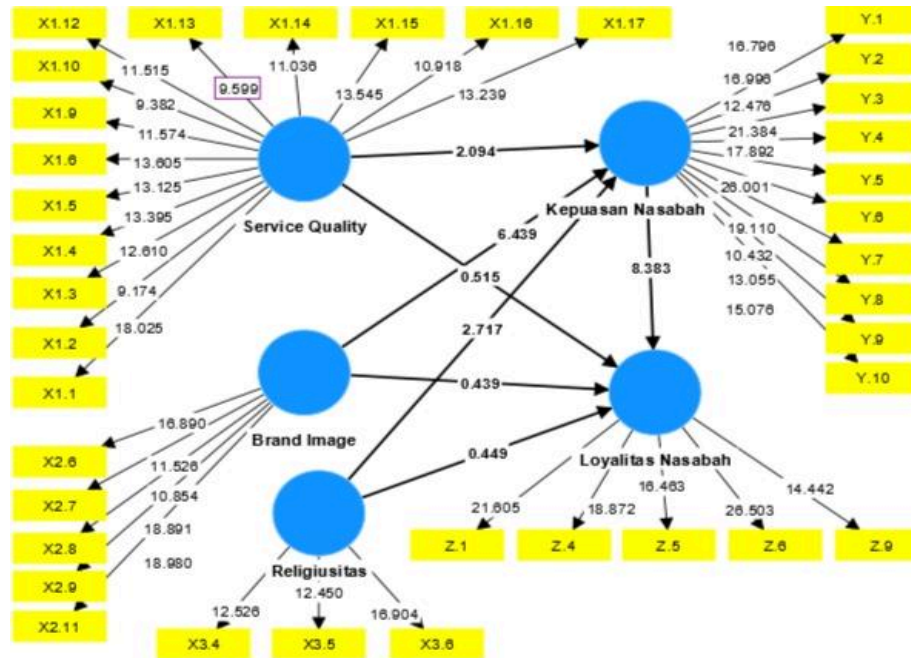 X1.12 X1.13 X1.14 X1.15 X1.16 X1.17
X1.10
X1.9
X1.6
X1.5
X1.4
X1.3
X1.2
X1.1
11.515
9.599
11.036
13.545
10.918
13.239
9.382
11.574
13.605
13.125
13.395
12.610
9.174
18.025
Service Quality
2.094
6.439
0.515
2.717
Kepuasan Nasabah
8.383
Y.1
Y.2
Y.3
Y.4
Y.5
Y.6
Y.7
Y.8
Y.9
Y.10
16.796
16.996
12.476
21.384
17.892
26.001
19.110
10.432
13.055
15.076
Brand Image
0.439
0.449
16.890
11.526
10.854
18.891
18.980
X2.6
X2.7
X2.8
X2.9
X2.11
Religiusitas
12.526
12.450
16.904
X3.4 X3.5 X3.6
Loyalitas Nasabah
21.605
18.872
16.463
26.503
14.442
Z.1 Z.4 Z.5 Z.6 Z.9